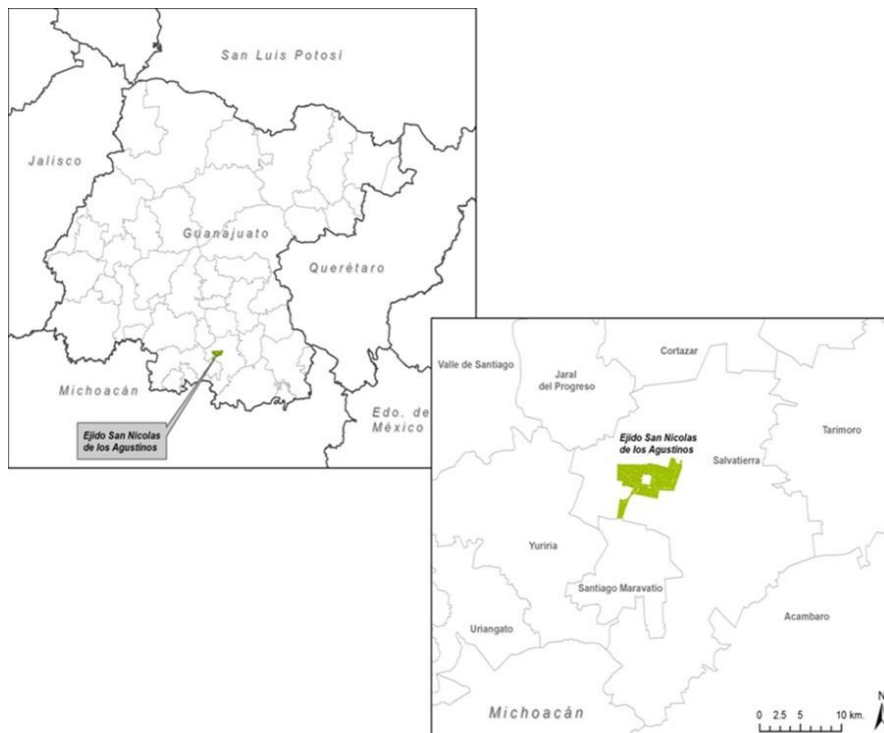 San Luis Potosí
Jalisco
Guanajuato
Querétaro
Michoacán
Edo. de
México
Ejido San Nicolas
de los Agustinos
Valle de Santiago
Cortazar
Jaral
del Progreso
Tarimoro
Ejido San Nicolas
de los Agustinos
Salvatierra
Yuriria
Santiago Maravatio
Uriangato
Acambaro
Michoacán
N
0 2.5 5 10 km.